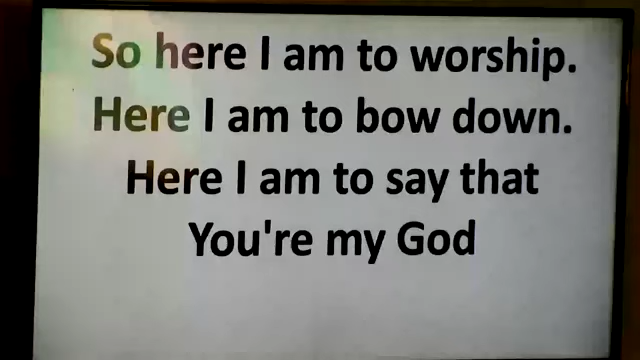 So here I am to worship.
Here I am to bow down.
Here I am to say that
You're my God